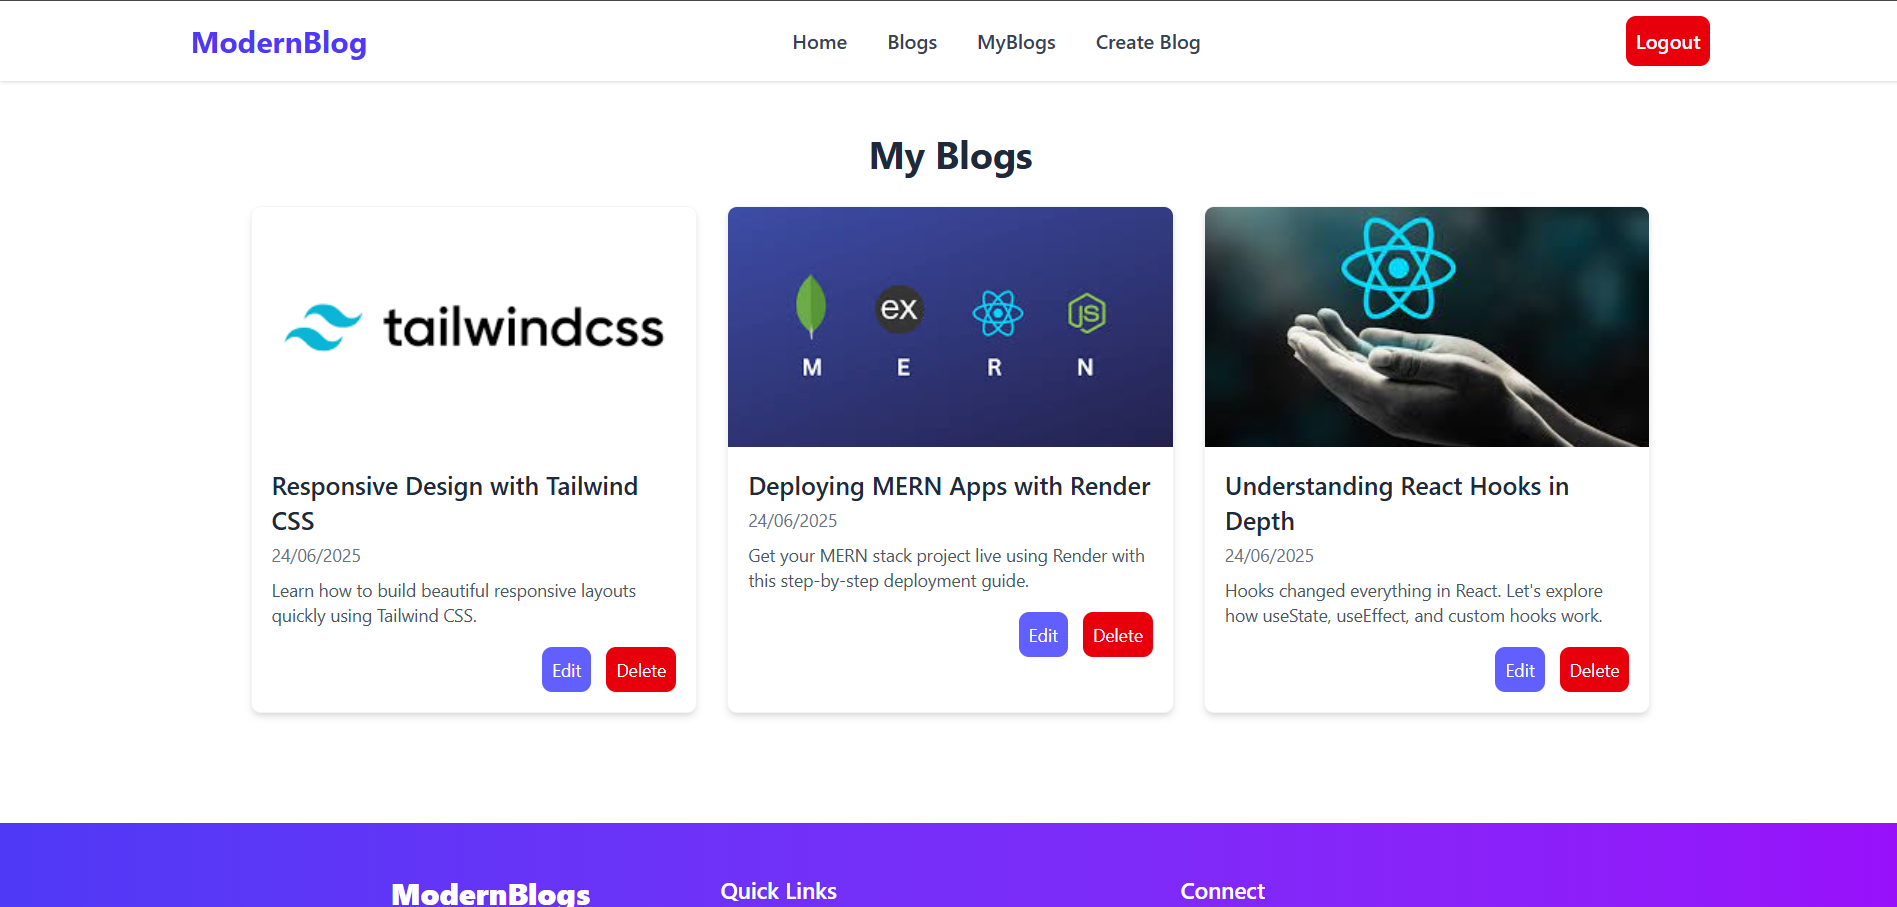 ModernBlog
Home
Blogs
MyBlogs
Create Blog
Logout
My Blogs
tailwindcss
Responsive Design with Tailwind
CSS
24/06/2025
Learn how to build beautiful responsive layouts
quickly using Tailwind CSS.
Edit
Delete
ex
JS
M E R N
Deploying MERN Apps with Render
24/06/2025
Get your MERN stack project live using Render with
this step-by-step deployment guide.
Edit
Delete
Understanding React Hooks in
Depth
24/06/2025
Hooks changed everything in React. Let's explore
how useState, useEffect, and custom hooks work.
Edit
Delete
ModernBlogs
Quick Links
Connect